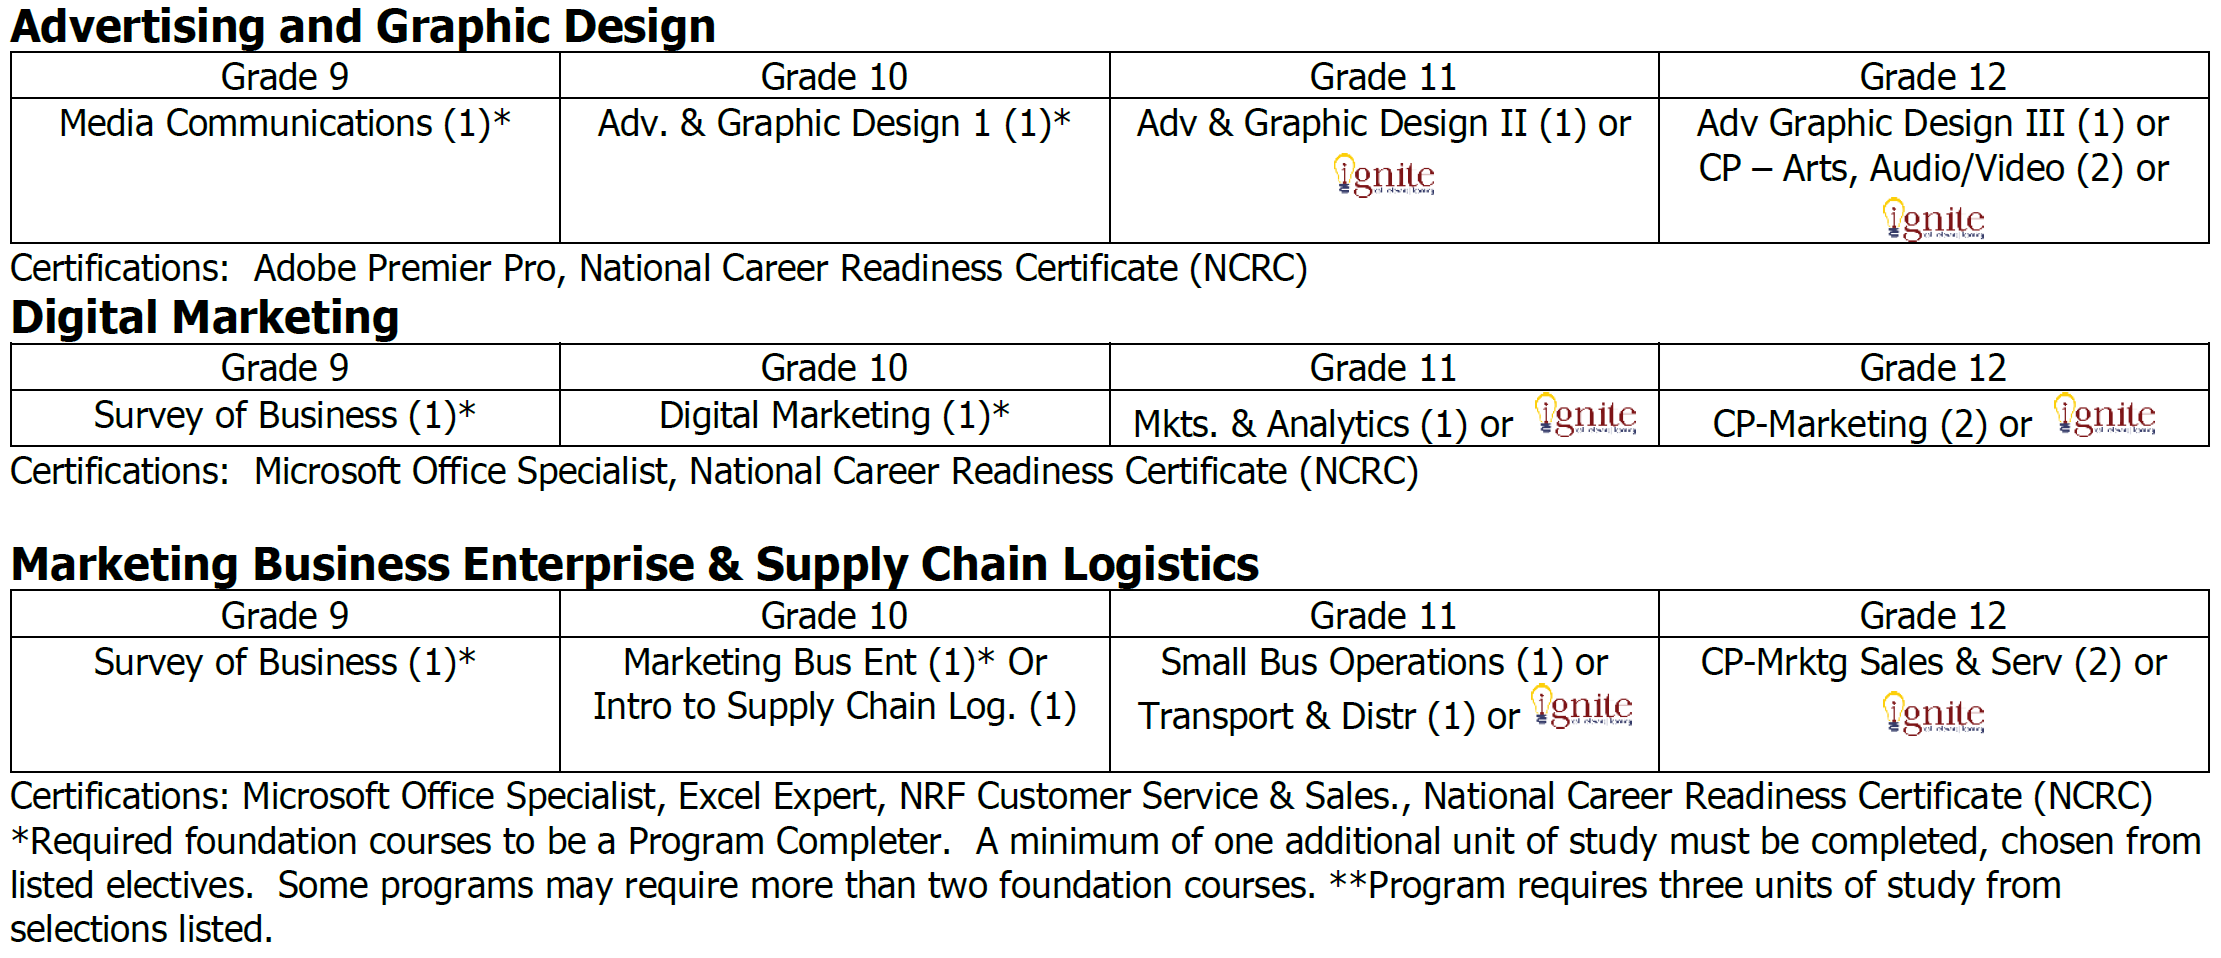 Advertising and Graphic Design
Grade 9 Grade 10 Grade 11 Grade 12
Media Communications (1)* Adv. & Graphic Design 1 (1)* Adv & Graphic Design II (1) or Adv Graphic Design III (1) or
CP – Arts, Audio/Video (2) or
ignite
ignite
Certifications:  Adobe Premier Pro, National Career Readiness Certificate (NCRC)
Digital Marketing
Grade 9 Grade 10 Grade 11 Grade 12
Survey of Business (1)* Digital Marketing (1)* Mkts. & Analytics (1) or ignite CP-Marketing (2) or ignite
Certifications:  Microsoft Office Specialist, National Career Readiness Certificate (NCRC)
Marketing Business Enterprise & Supply Chain Logistics
Grade 9 Grade 10 Grade 11 Grade 12
Survey of Business (1)* Marketing Bus Ent (1)* Or Small Bus Operations (1) or CP-Mrktg Sales & Serv (2) or
Intro to Supply Chain Log. (1) Transport & Distr (1) or ignite ignite
Certifications: Microsoft Office Specialist, Excel Expert, NRF Customer Service & Sales., National Career Readiness Certificate (NCRC)
*Required foundation courses to be a Program Completer.  A minimum of one additional unit of study must be completed, chosen from
listed electives.  Some programs may require more than two foundation courses. **Program requires three units of study from
selections listed.